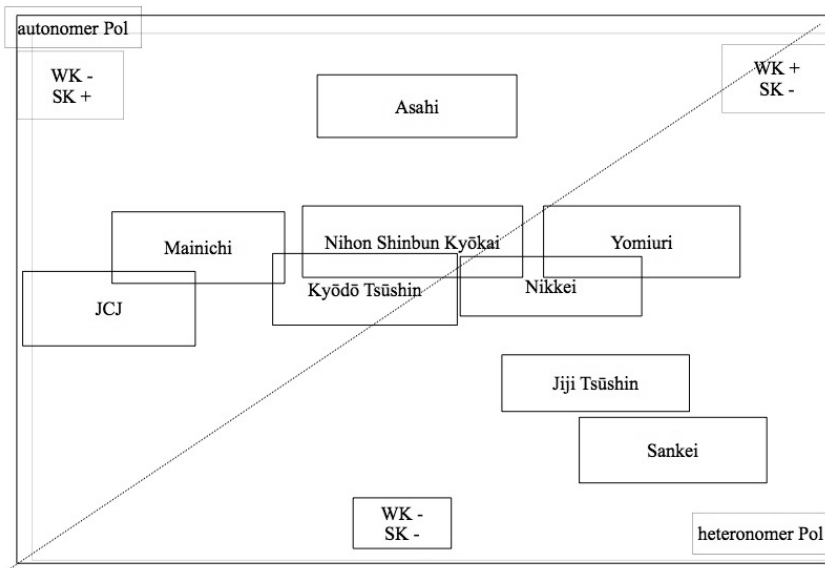 autonomer Pol
WK -
SK +
WK +
SK -
Asahi
Mainichi
Nihon Shinbun Kyōkai
Yomiuri
JCJ
Kyōdō Tsūshin
Nikkei
Jiji Tsūshin
Sankei
WK -
SK -
heteronomer Pol